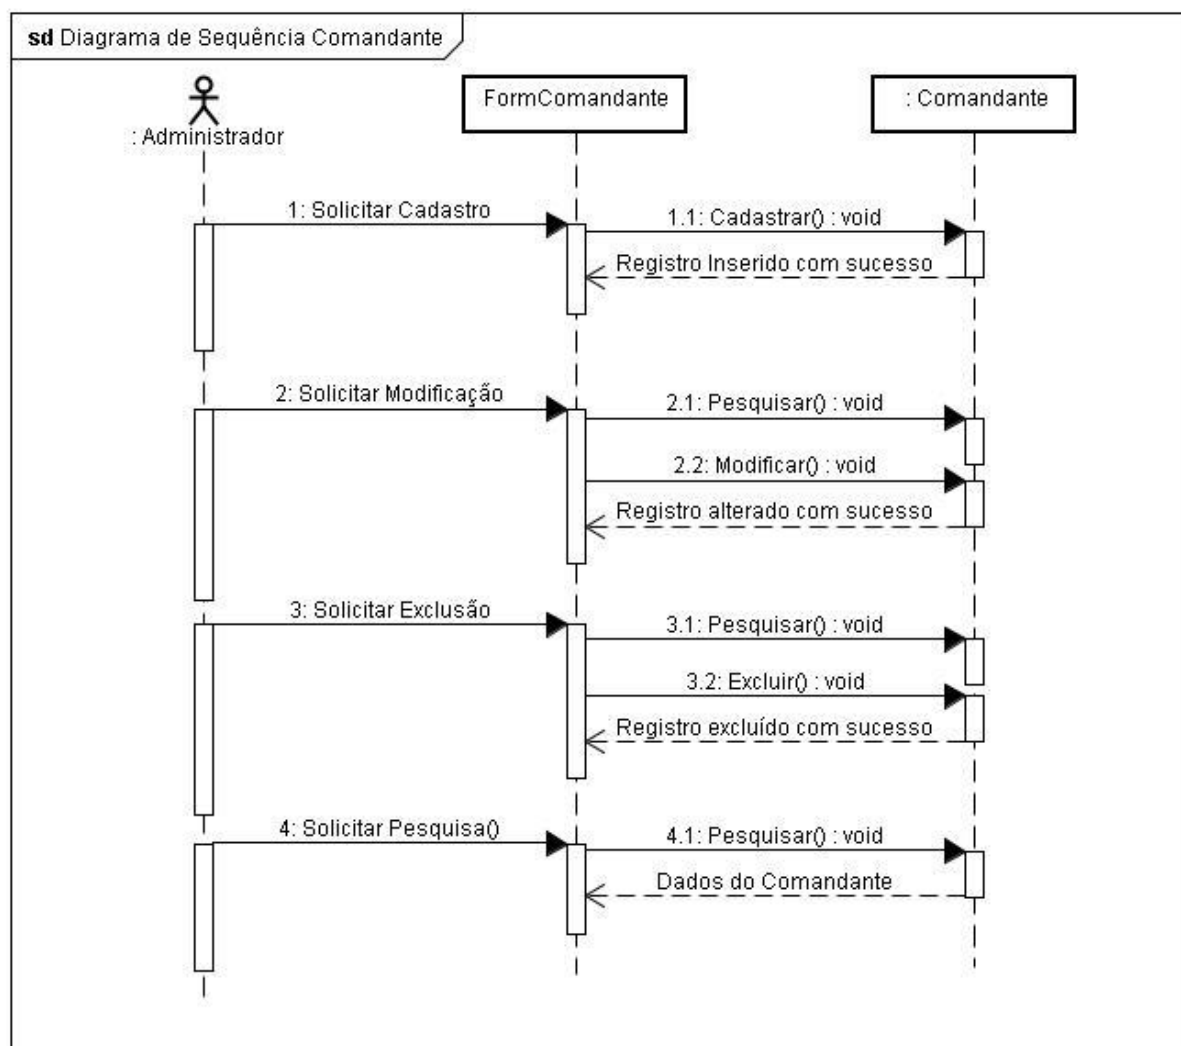 sd Diagrama de Sequência Comandante
: Administrador
FormComandante
: Comandante
1: Solicitar Cadastro
1.1: Cadastrar() : void
Registro Inserido com sucesso
2: Solicitar Modificação
2.1: Pesquisar() : void
2.2: Modificar() : void
Registro alterado com sucesso
3: Solicitar Exclusão
3.1: Pesquisar() : void
3.2: Excluir() : void
Registro excluído com sucesso
4: Solicitar Pesquisa()
4.1: Pesquisar() : void
Dados do Comandante